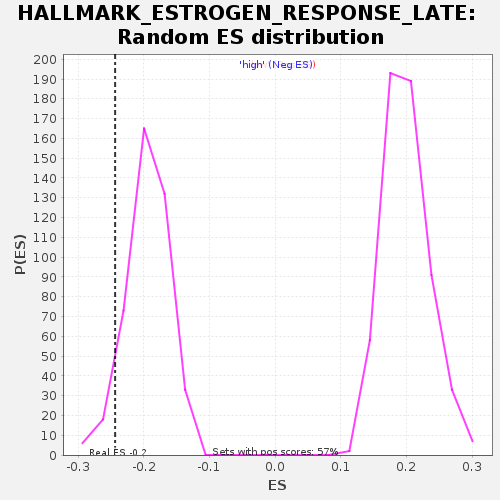 HALLMARK_ESTROGEN_RESPONSE_LATE:
Random ES distribution
'high' (Neg ES)
200
190
180
170
160
150
140
130
120
110
100
90
80
70
60
50
40
30
20
10
0
P(ES)
Real ES -0.2
Sets with pos scores: 57%
-0.3 -0.2 -0.1 0.0 0.1 0.2 0.3
ES